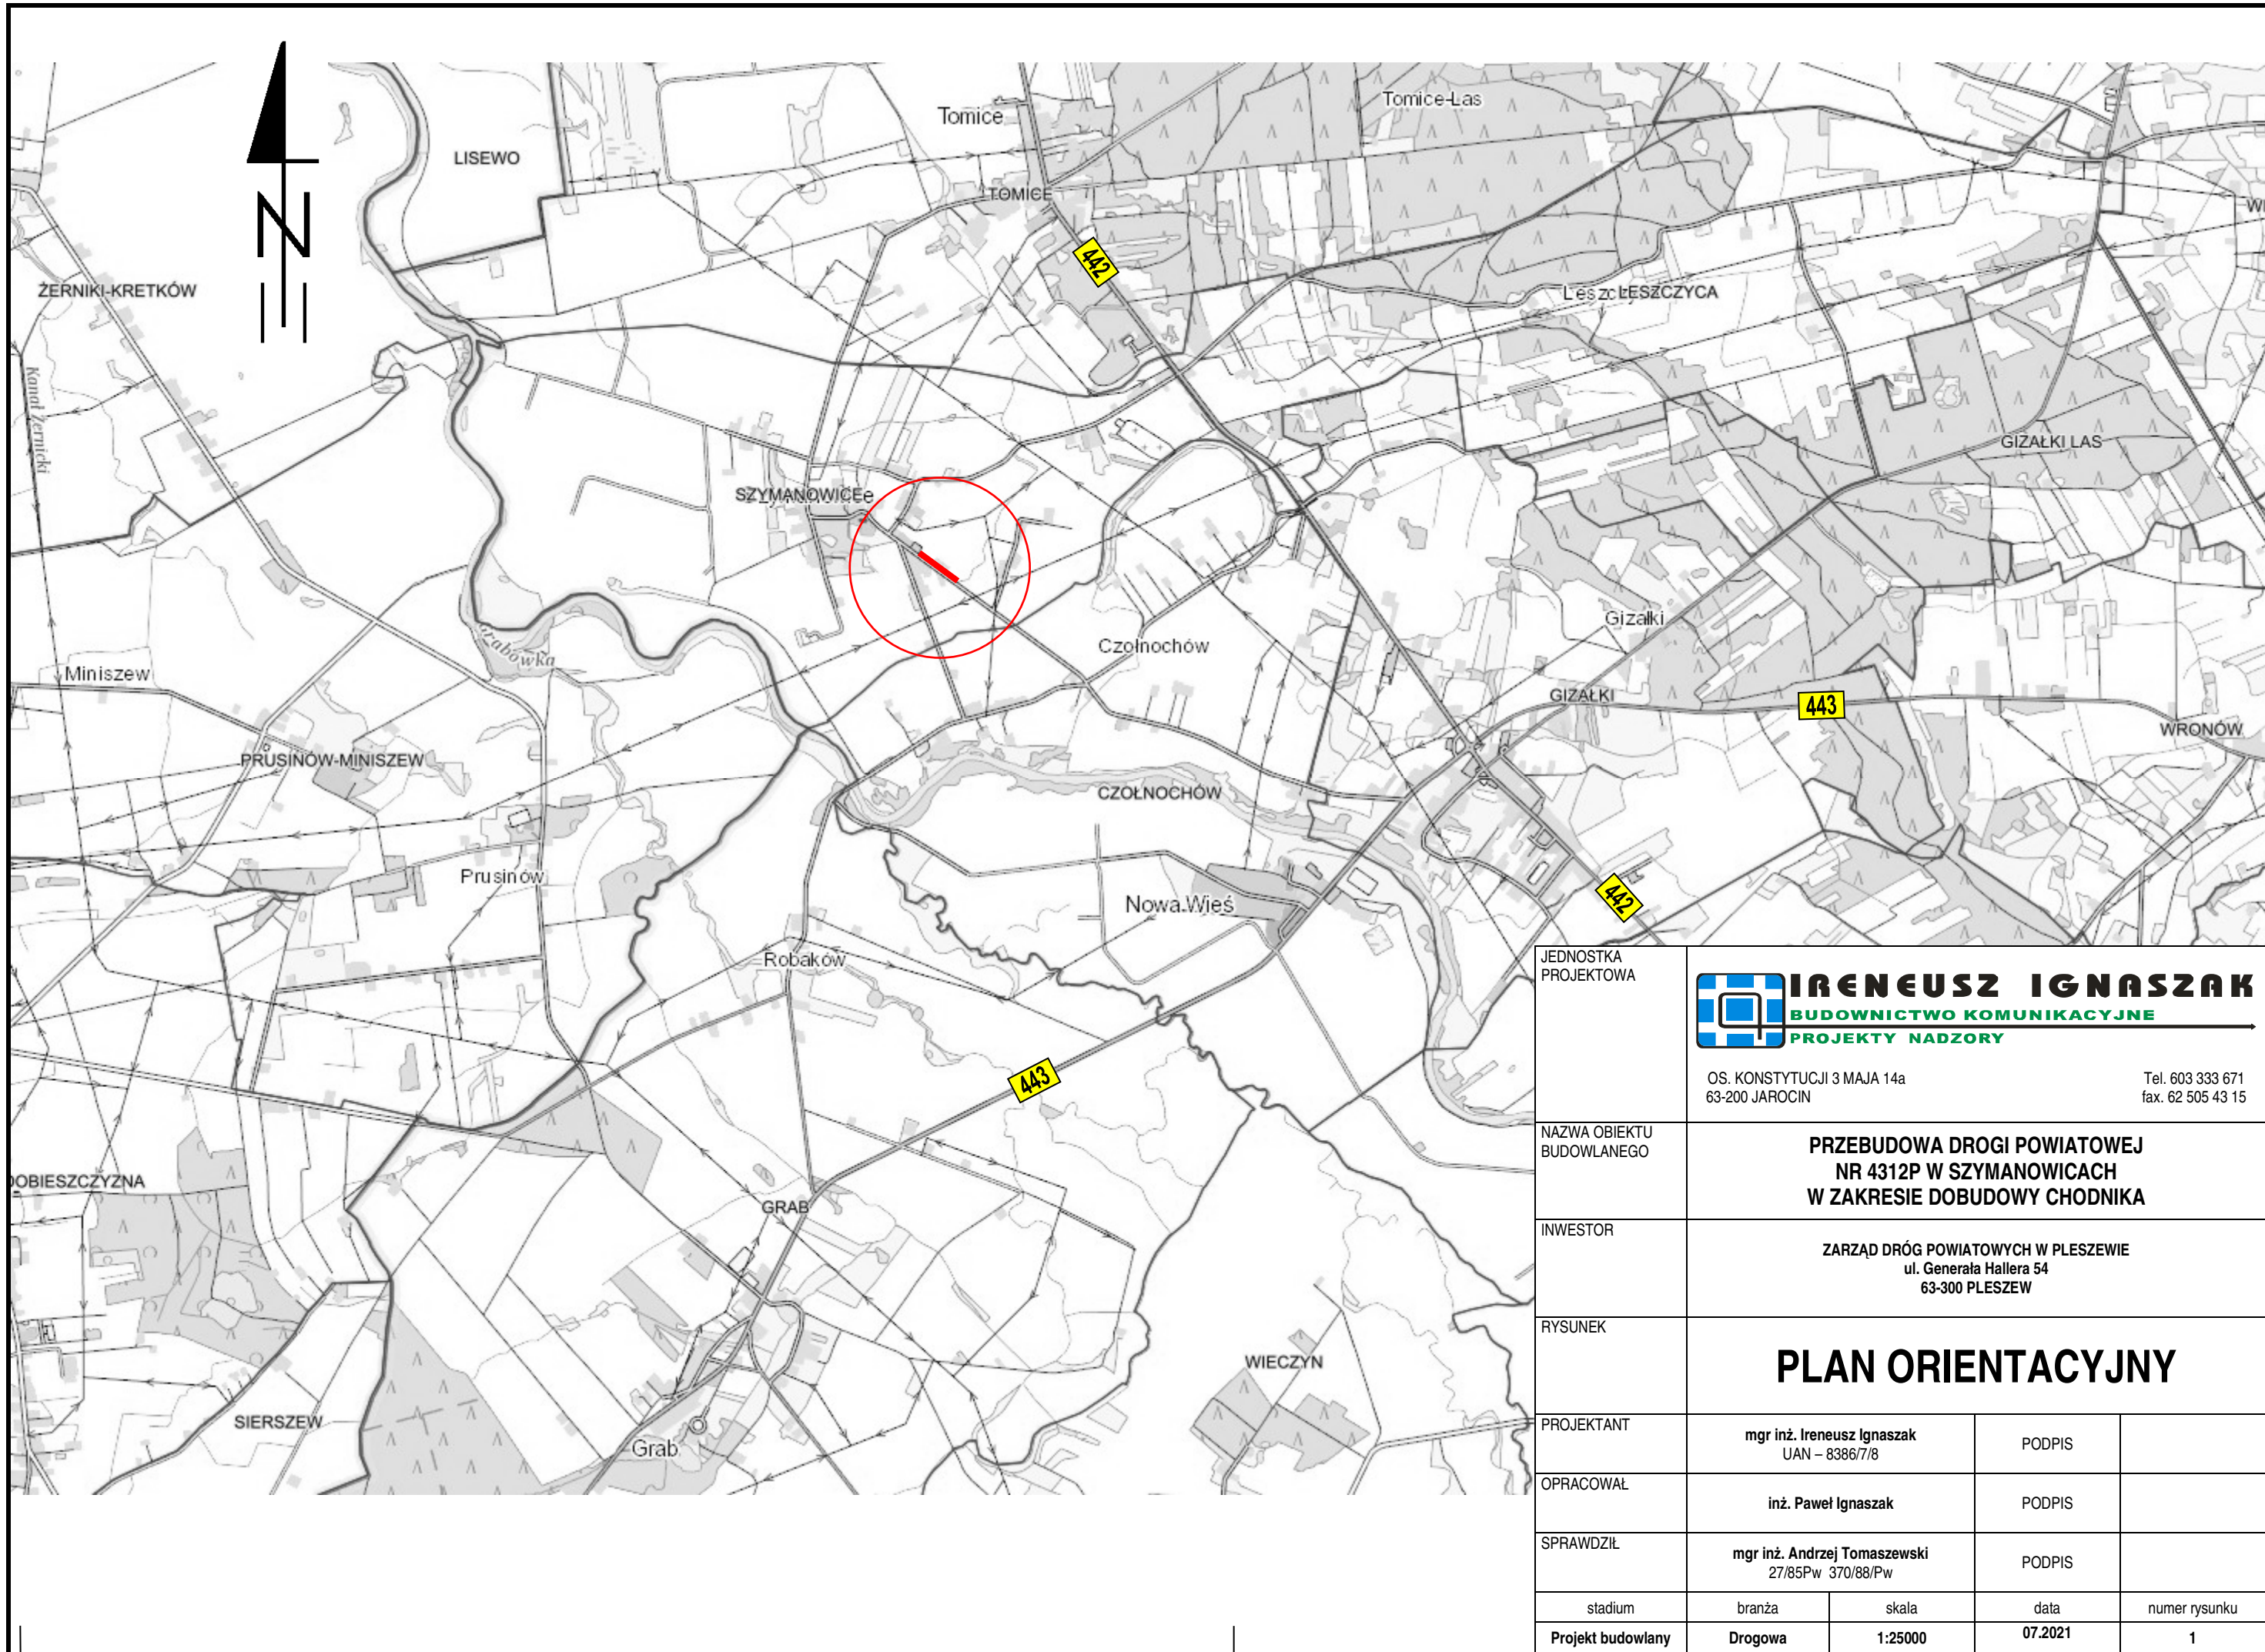 Tomice
Tomice-Las
LISEWO
TOMICE
442
ŻERNIKI-KRETKÓW
N
LESZCZYCA
Kanał Żernicki
GIZAŁKI LAS
SZYMANOWICE
Gizałki
Grabówka
Czołnochów
Miniszew
GIZAŁKI
443
WRONÓW
PRUSINÓW-MINISZEW
CZOŁNOCHÓW
Prusinów
Nowa Wieś
442
Robaków
443
DOBIESZCZYZNA
GRAB
WIECZYN
SIERSZEW
Grab
JEDNOSTKA
PROJEKTOWA
IRENEUSZ IGNASZAK
BUDOWNICTWO KOMUNIKACYJNE
PROJEKTY NADZORY
OS. KONSTYTUCJI 3 MAJA 14a
63-200 JAROCIN
Tel. 603 333 671
fax. 62 505 43 15
NAZWA OBIEKTU
BUDOWLANEGO
PRZEBUDOWA DROGI POWIATOWEJ
NR 4312P W SZYMANOWICACH
W ZAKRESIE DOBUDOWY CHODNIKA
INWESTOR
ZARZĄD DRÓG POWIATOWYCH W PLESZEWIE
ul. Generała Hallera 54
63-300 PLESZEW
RYSUNEK
PLAN ORIENTACYJNY
PROJEKTANT
mgr inż. Ireneusz Ignaszak
UAN – 8386/7/8
PODPIS
OPRACOWAŁ
inż. Paweł Ignaszak
PODPIS
SPRAWDZIŁ
mgr inż. Andrzej Tomaszewski
27/85Pw 370/88/Pw
PODPIS
stadium branża skala data numer rysunku
Projekt budowlany Drogowa 1:25000 07.2021 1